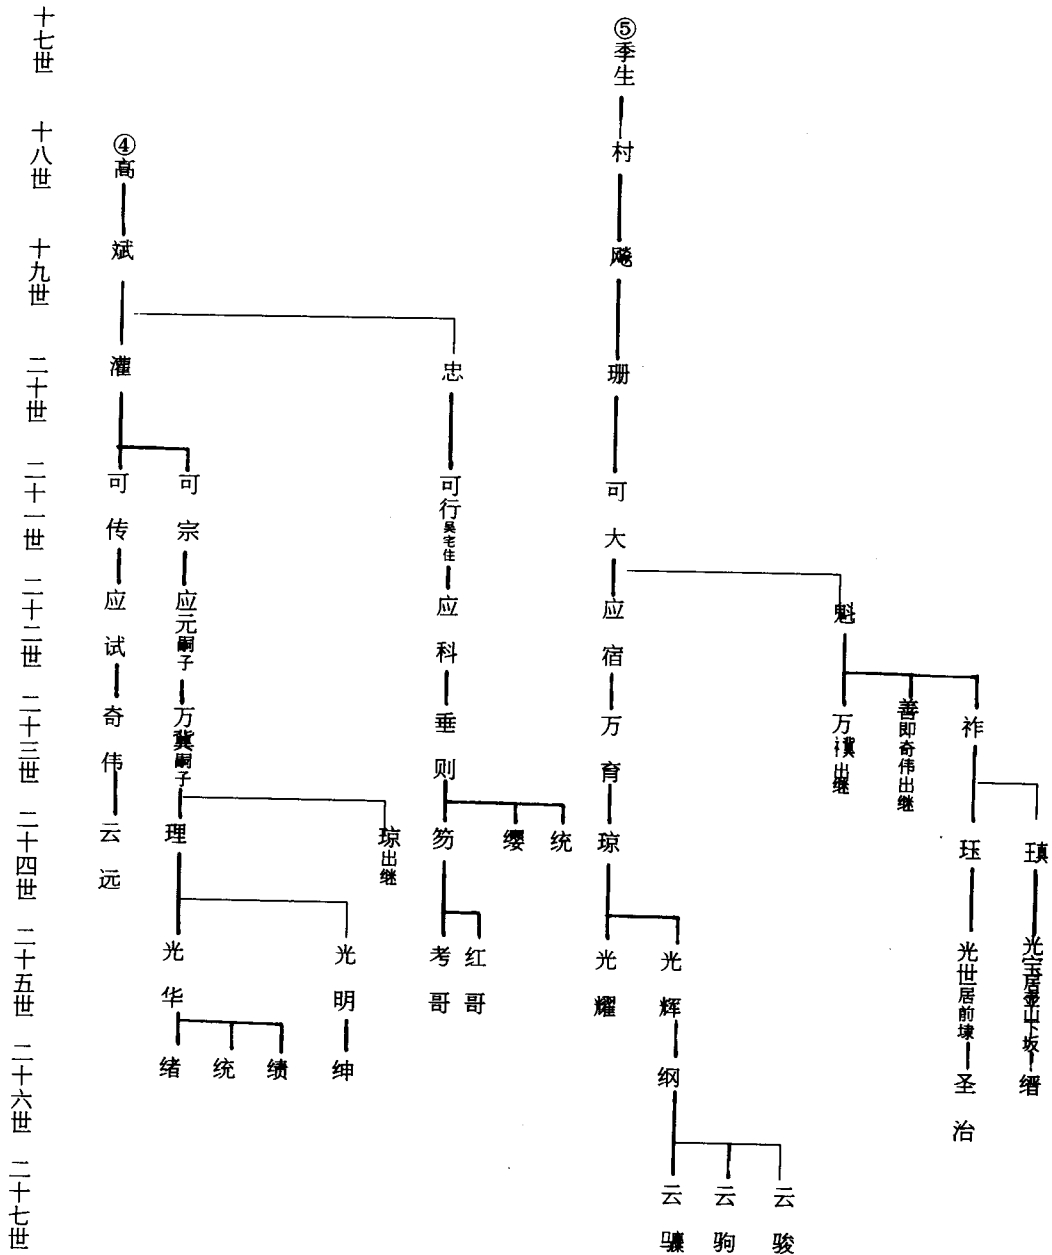 十七世
十八世
十九世
二十世
二十一世
二十二世
二十三世
二十四世
二十五世
二十六世
二十七世
④高
斌
灌
忠
可传
可宗
可行吴宅住
应试
应元嗣子
应科
奇伟
万冀嗣子
垂则
云远
理
琼出继
笏
缨
统
光华
光明
考哥
红哥
绪
统
绩
绅
⑤季生
村
飚
珊
可大
应宿
魁
万育
万禥出继
善即奇伟出继
祚
琼
珏
瑱
光耀
光辉
光世居前埭
光宝居壶山下坂
纲
圣治
缙
云骥
云驹
云骏